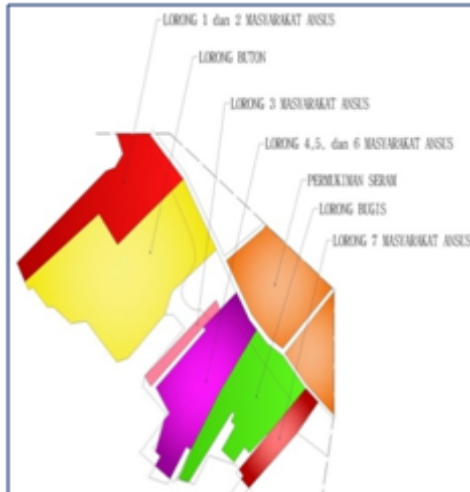 LORONG 1 dan 2 MASYARAKAT ANSUS
LORONG BUTON
LORONG 3 MASYARAKAT ANSUS
LORONG 4,5, dan 6 MASYARAKAT ANSUS
PERMUKIMAN SERAM
LORONG BUGIS
LORONG 7 MASYARAKAT ANSUS